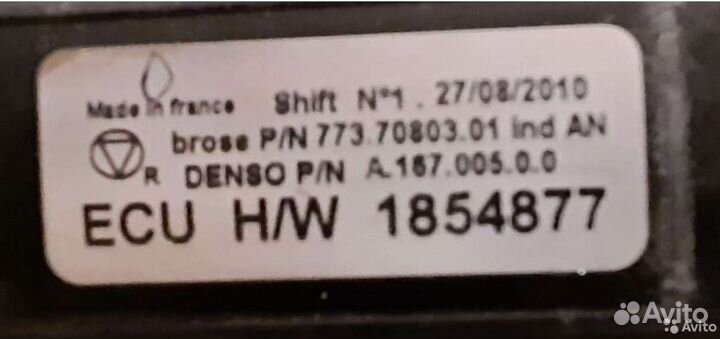 Made in france Shift N°1 . 27/08/2010
brose P/N 773.70803.01 ind AN
R DENSO P/N A.167.005.0.0
ECU H/W 1854877
Avito
Avito